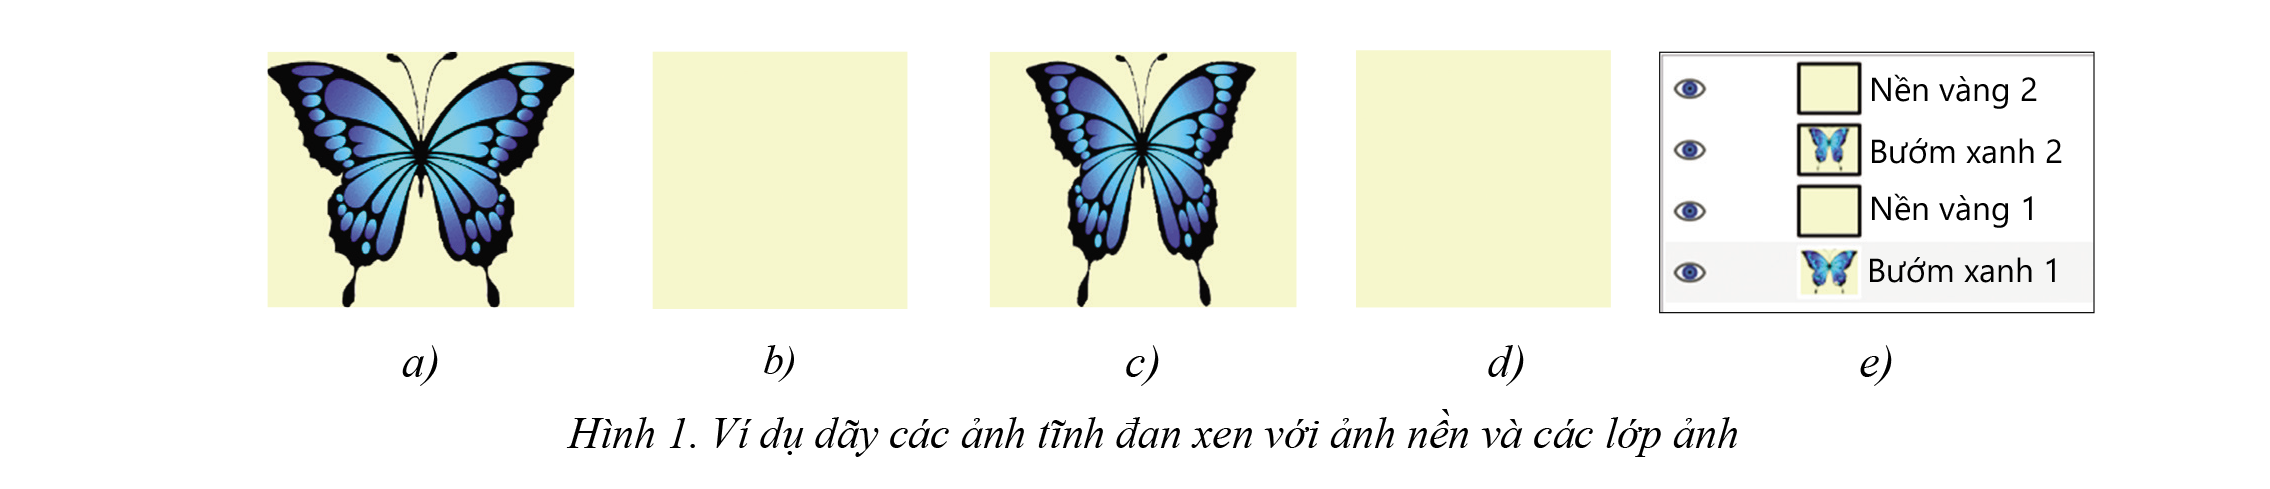 Nền vàng 2
Bướm xanh 2
Nền vàng 1
Bướm xanh 1
a) b) c) d) e)
Hình 1. Ví dụ dãy các ảnh tĩnh đan xen với ảnh nền và các lớp ảnh